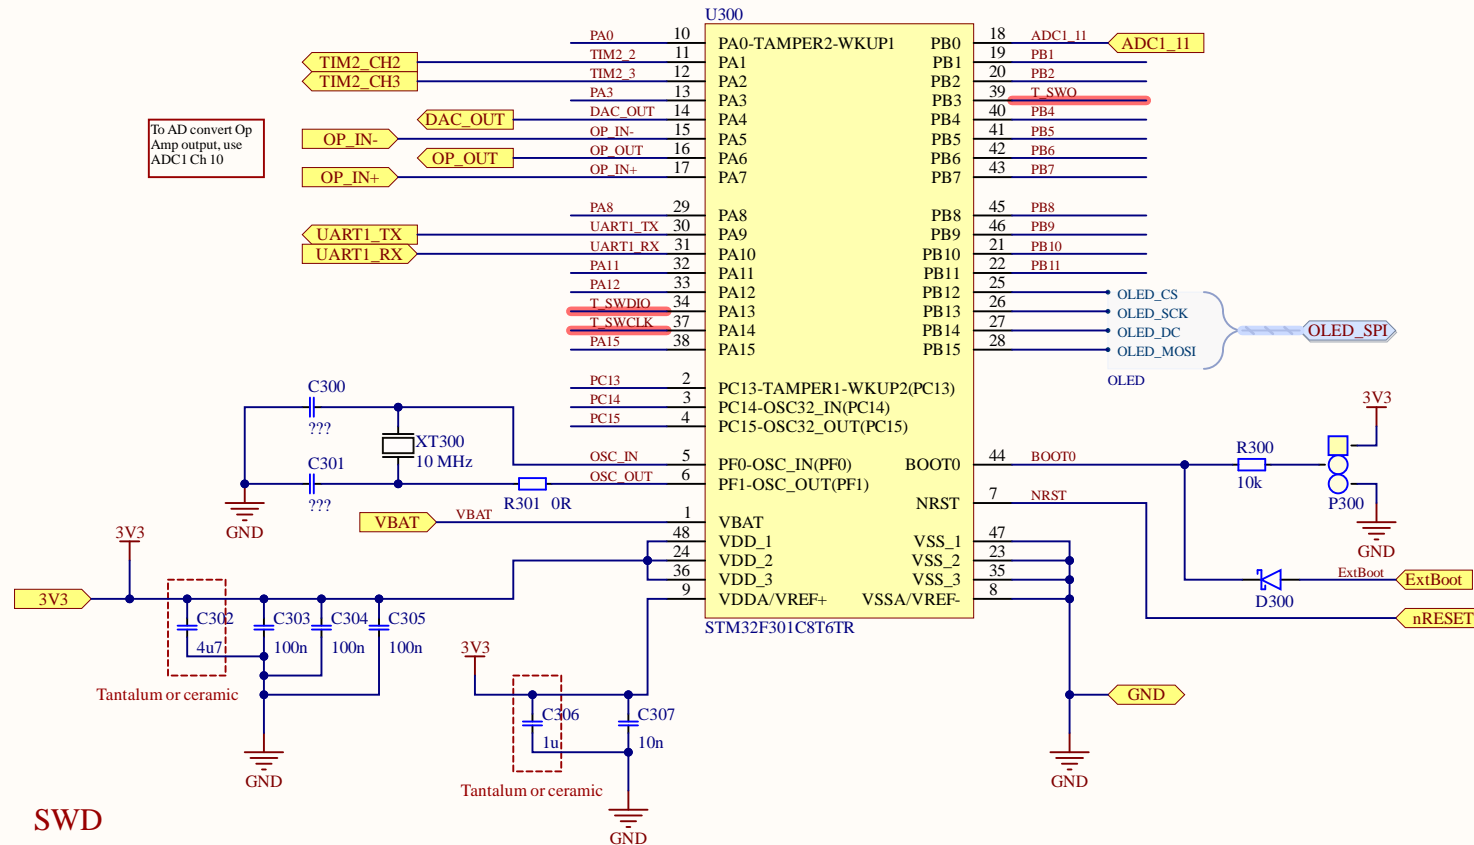 U300
PA0 10 PA0-TAMPER2-WKUP1 PB0 18 ADC1_11 ADC1_11
TIM2_CH2 TIM2_2 11 PA1 PB1 19 PB1
TIM2_CH3 TIM2_3 12 PA2 PB2 20 PB2
PA3 13 PA3 PB3 39 T_SWO
DAC_OUT DAC_OUT 14 PA4 PB4 40 PB4
OP_IN- OP_IN- 15 PA5 PB5 41 PB5
OP_OUT OP_OUT 16 PA6 PB6 42 PB6
OP_IN+ OP_IN+ 17 PA7 PB7 43 PB7
To AD convert Op
Amp output, use
ADC1 Ch 10
PA8 29 PA8 PB8 45 PB8
UART1_TX UART1_TX 30 PA9 PB9 46 PB9
UART1_RX UART1_RX 31 PA10 PB10 21 PB10
PA11 32 PA11 PB11 22 PB11
PA12 33 PA12 PB12 25 OLED_CS
T_SWDIO 34 PA13 PB13 26 OLED_SCK
T_SWCLK 37 PA14 PB14 27 OLED_DC OLED_SPI
PA15 38 PA15 PB15 28 OLED_MOSI
OLED
PC13 2 PC13-TAMPER1-WKUP2(PC13)
PC14 3 PC14-OSC32_IN(PC14)
PC15 4 PC15-OSC32_OUT(PC15)
C300
???
XT300
10 MHz
C301
???
GND
OSC_IN 5 PF0-OSC_IN(PF0) BOOT0 44 BOOT0
OSC_OUT 6 PF1-OSC_OUT(PF1)
R301 0R
R300
10k
3V3
P300
GND
NRST 7 NRST
VBAT VBAT 1 VBAT
48 VDD_1 VSS_1 47
24 VDD_2 VSS_2 23
36 VDD_3 VSS_3 35
9 VDDA/VREF+ VSSA/VREF- 8
STM32F301C8T6TR
ExtBoot ExtBoot
D300
nRESET
3V3
3V3
C302 C303 C304 C305
4u7 100n 100n 100n
Tantalum or ceramic
GND
3V3
C306 C307
1u 10n
Tantalum or ceramic
GND
GND
GND
SWD